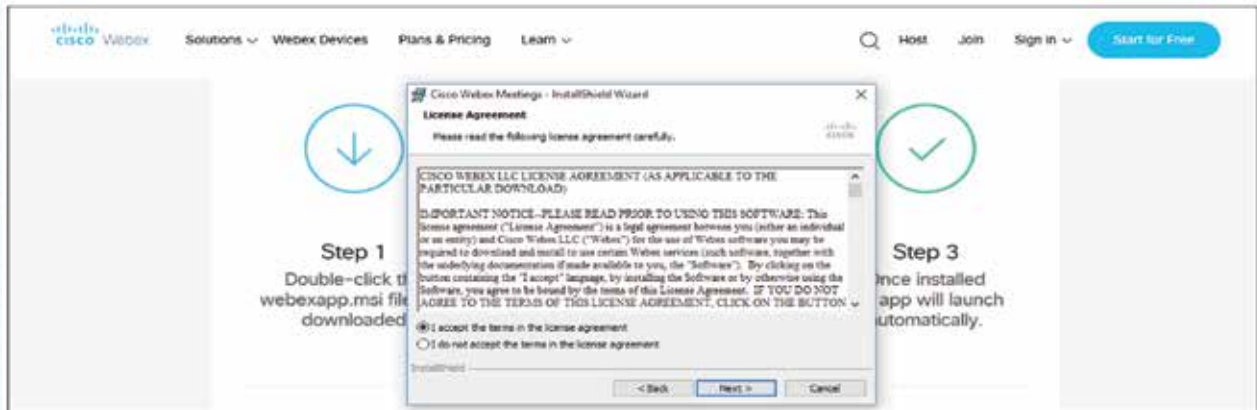 CISCO Webex
Solutions Webex Devices Plans & Pricing Learn Host Join Sign in Start for Free
Cisco Webex Meetings - InstallShield Wizard
License Agreement
Please read the following license agreement carefully.
CISCO
CISCO WEBEX LLC LICENSE AGREEMENT (AS APPLICABLE TO THE
PARTICULAR DOWNLOAD)
IMPORTANT NOTICE--PLEASE READ PRIOR TO USING THIS SOFTWARE: This
license agreement ("License Agreement") is a legal agreement between you (either an individual
or an entity) and Cisco Webex LLC ("Webex") for the use of Webex software you may be
required to download and install to use certain Webex services (such software, together with
the underlying documentation if made available to you, the "Software"). By clicking on the
button containing the "I accept" language, by installing the Software or by otherwise using the
Software, you agree to be bound by the terms of this License Agreement. IF YOU DO NOT
AGREE TO THE TERMS OF THIS LICENSE AGREEMENT, CLICK ON THE BUTTON
I accept the terms in the license agreement
I do not accept the terms in the license agreement
InstallShield
< Back Next > Cancel
Step 1
Double-click t
webexapp.msi file
downloaded
Step 3
nce installed
app will launch
utomatically.